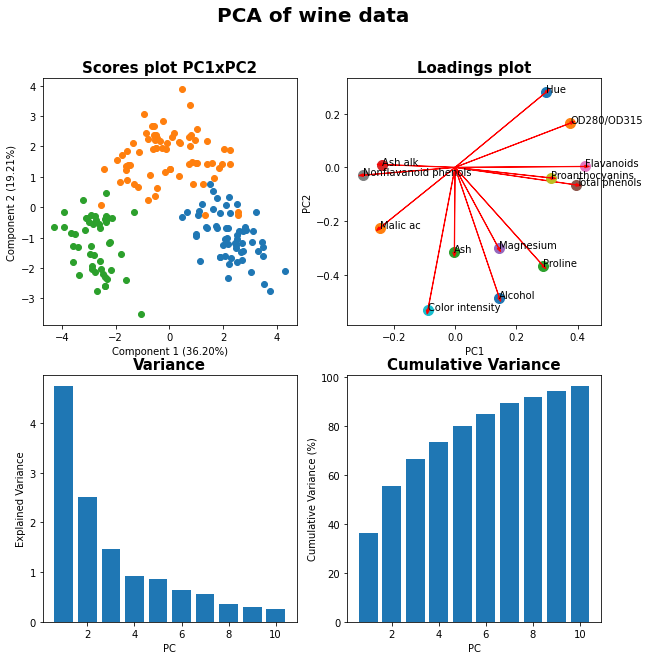 PCA of wine data
Scores plot PC1xPC2
Component 2 (19.21%)
4
3
2
1
0
−1
−2
−3
−4 −2 0 2 4
Component 1 (36.20%)
Loadings plot
PC2
0.2
0.0
−0.2
−0.4
Hue
OD280/OD315
Ash alk
Flavanoids
Nonflavanoid phenols
Proanthocyanins
Total phenols
Malic ac
Ash
Magnesium
Proline
Alcohol
Color intensity
−0.2 0.0 0.2 0.4
PC1
Variance
Explained Variance
4
3
2
1
0
2 4 6 8 10
PC
Cumulative Variance
Cumulative Variance (%)
100
80
60
40
20
0
2 4 6 8 10
PC